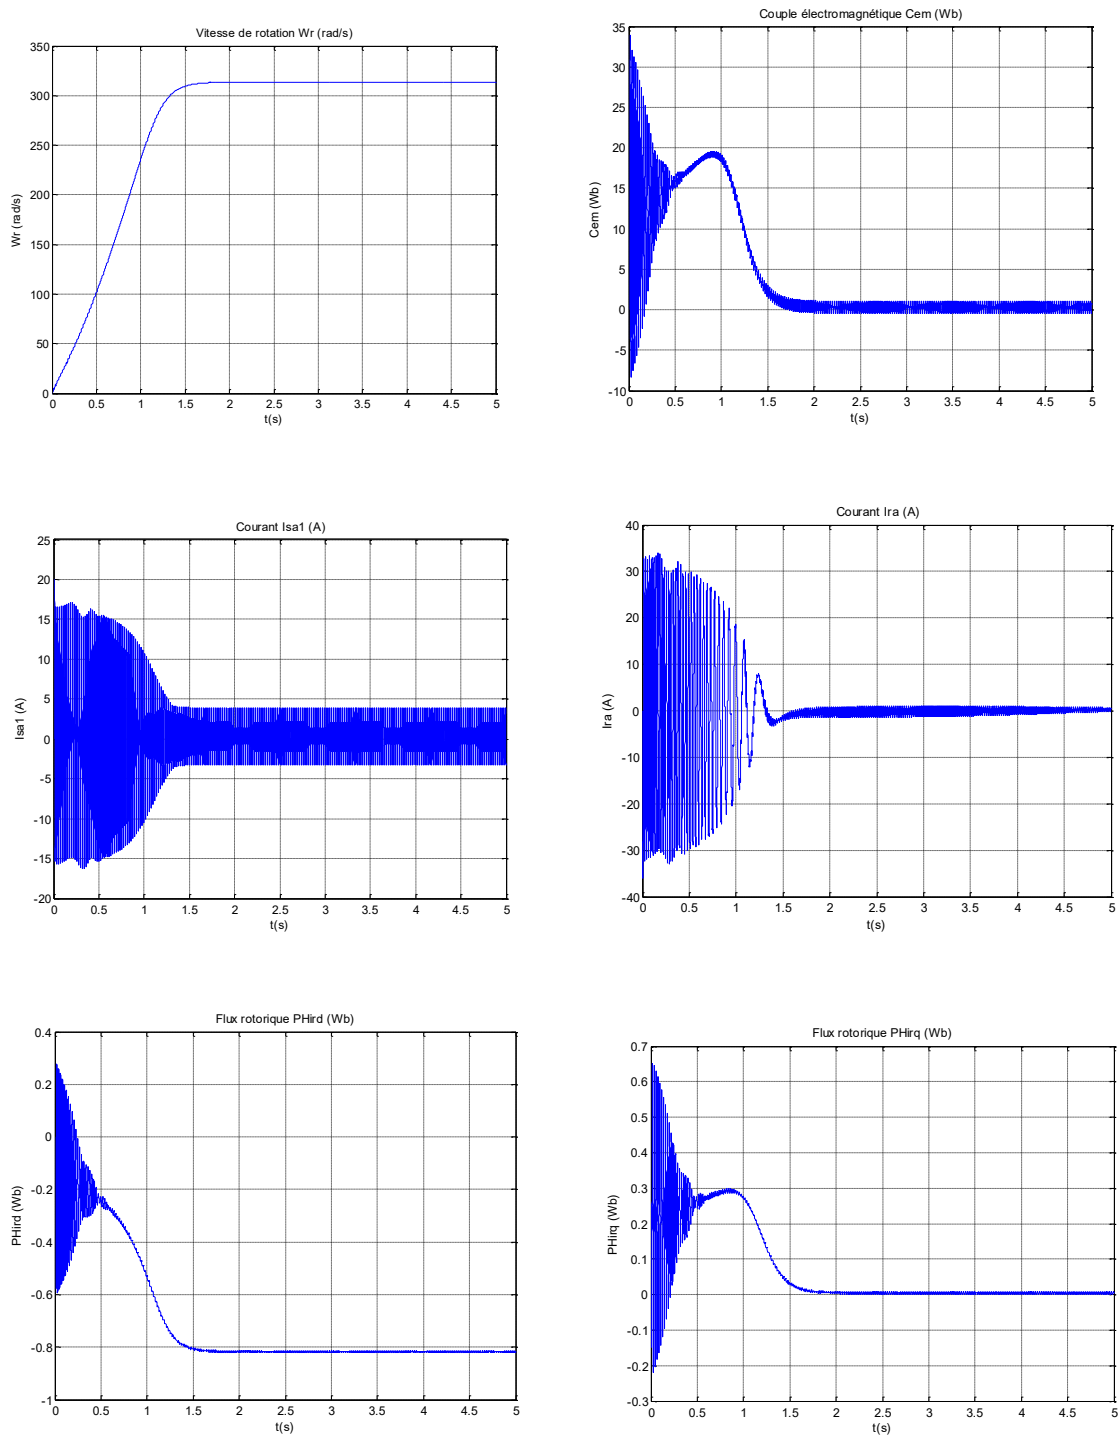 Vitesse de rotation Wr (rad/s)
350
300
250
200
150
100
50
0
Wr (rad/s)
0 0.5 1 1.5 2 2.5 3 3.5 4 4.5 5
t(s)
Couple électromagnétique Cem (Wb)
35
30
25
20
15
10
5
0
-5
-10
Cem (Wb)
0 0.5 1 1.5 2 2.5 3 3.5 4 4.5 5
t(s)
Courant Isa1 (A)
25
20
15
10
5
0
-5
-10
-15
-20
Isa1 (A)
0 0.5 1 1.5 2 2.5 3 3.5 4 4.5 5
t(s)
Courant Ira (A)
40
30
20
10
0
-10
-20
-30
-40
Ira (A)
0 0.5 1 1.5 2 2.5 3 3.5 4 4.5 5
t(s)
Flux rotorique PHird (Wb)
0.4
0.2
0
-0.2
-0.4
-0.6
-0.8
-1
PHird (Wb)
0 0.5 1 1.5 2 2.5 3 3.5 4 4.5 5
t(s)
Flux rotorique PHirq (Wb)
0.7
0.6
0.5
0.4
0.3
0.2
0.1
0
-0.1
-0.2
-0.3
PHirq (Wb)
0 0.5 1 1.5 2 2.5 3 3.5 4 4.5 5
t(s)